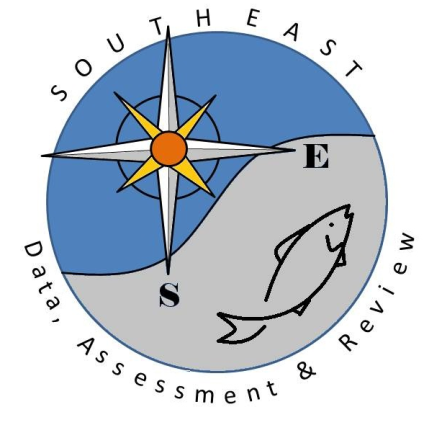 SOUTHEAST
E
S
Data, Assessment & Review